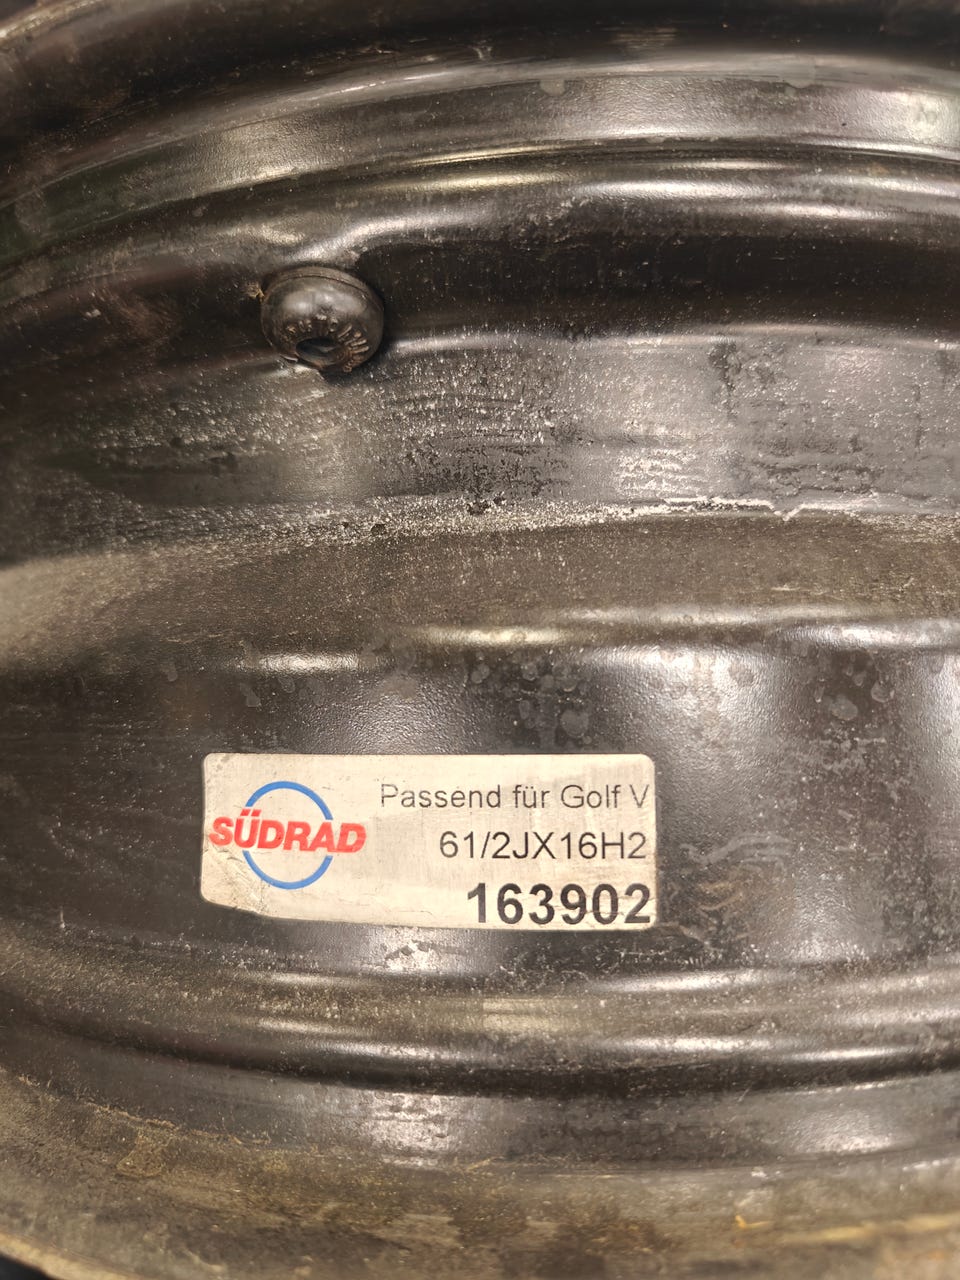 SÜDRAD
Passend für Golf V
61/2JX16H2
163902